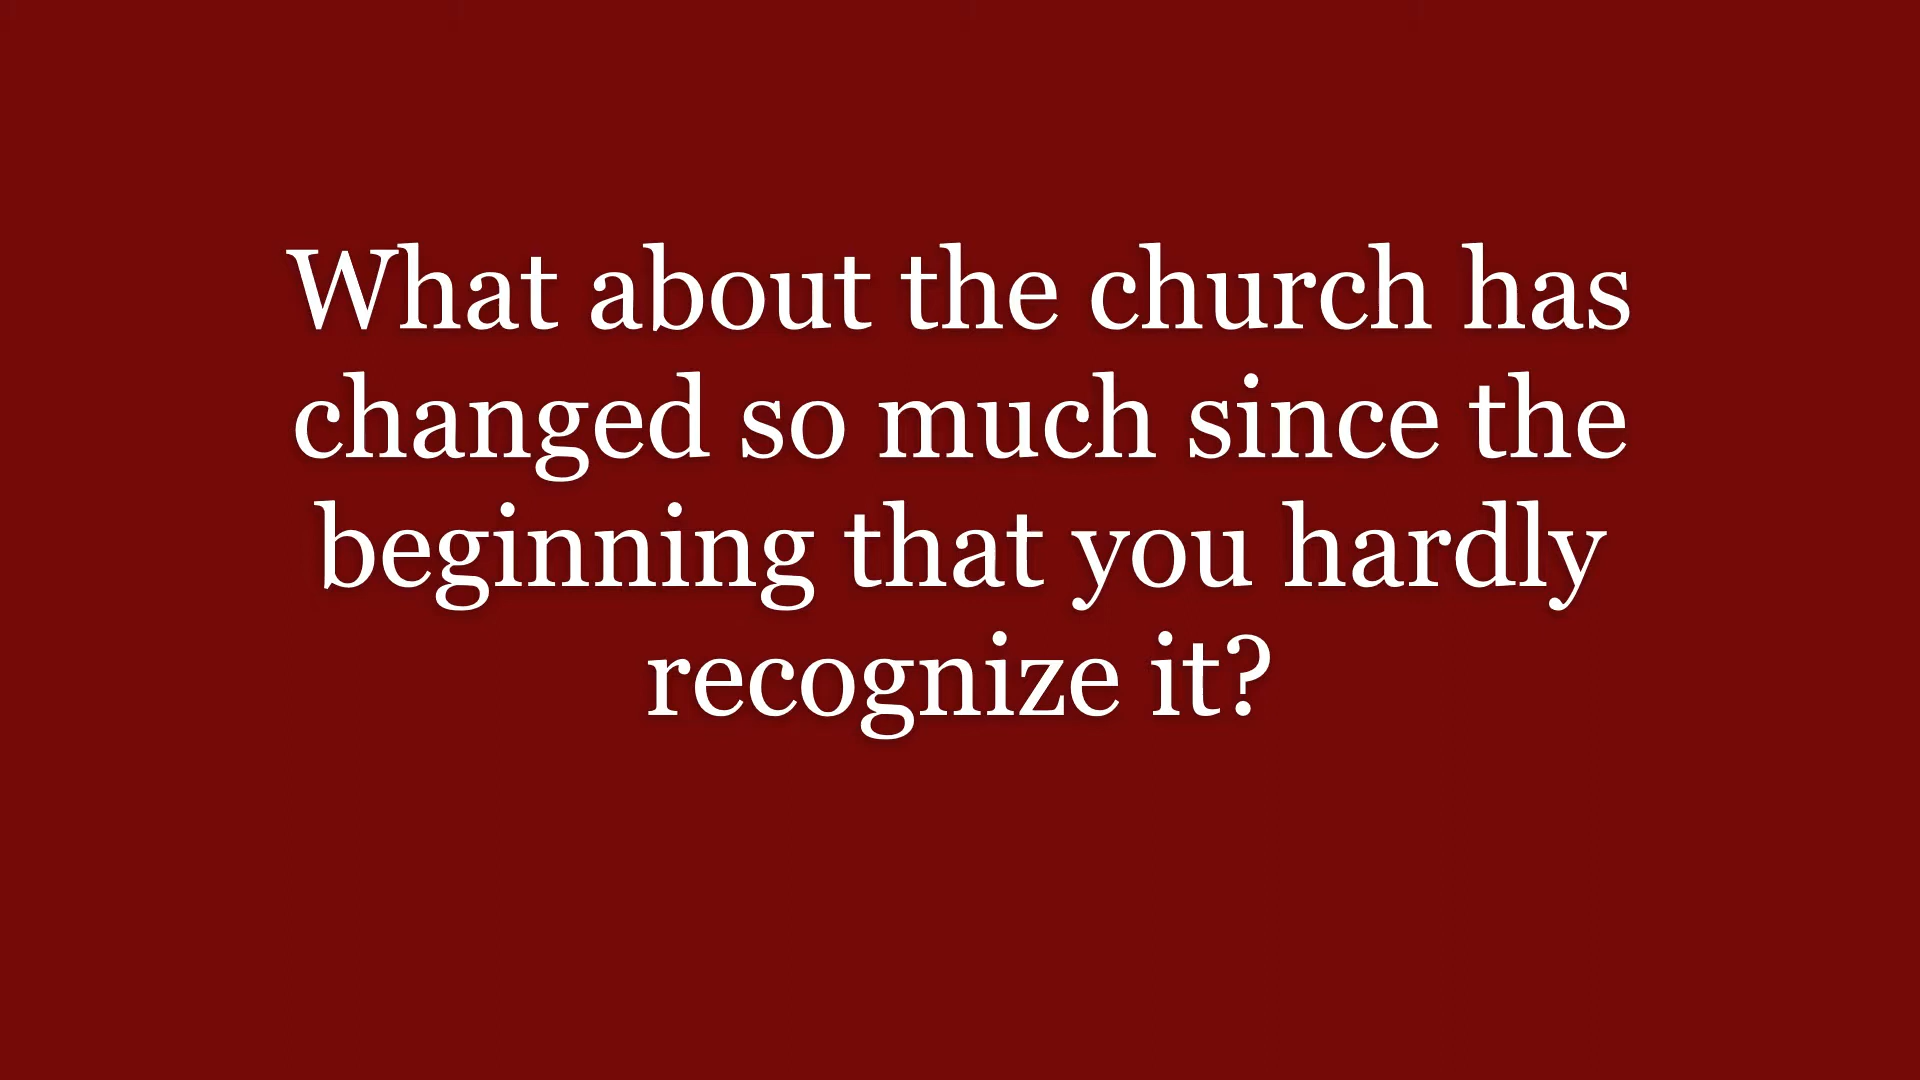 What about the church has
changed so much since the
beginning that you hardly
recognize it?